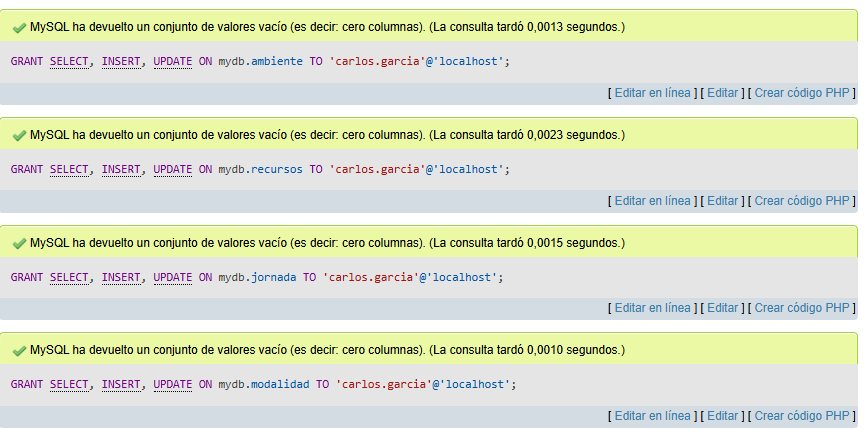 MySQL ha devuelto un conjunto de valores vacío (es decir: cero columnas). (La consulta tardó 0,0013 segundos.)
GRANT SELECT, INSERT, UPDATE ON mydb.ambiente TO 'carlos.garcia'@'localhost';
[ Editar en línea ] [ Editar ] [ Crear código PHP ]
MySQL ha devuelto un conjunto de valores vacío (es decir: cero columnas). (La consulta tardó 0,0023 segundos.)
GRANT SELECT, INSERT, UPDATE ON mydb.recursos TO 'carlos.garcia'@'localhost';
[ Editar en línea ] [ Editar ] [ Crear código PHP ]
MySQL ha devuelto un conjunto de valores vacío (es decir: cero columnas). (La consulta tardó 0,0015 segundos.)
GRANT SELECT, INSERT, UPDATE ON mydb.jornada TO 'carlos.garcia'@'localhost';
[ Editar en línea ] [ Editar ] [ Crear código PHP ]
MySQL ha devuelto un conjunto de valores vacío (es decir: cero columnas). (La consulta tardó 0,0010 segundos.)
GRANT SELECT, INSERT, UPDATE ON mydb.modalidad TO 'carlos.garcia'@'localhost';
[ Editar en línea ] [ Editar ] [ Crear código PHP ]